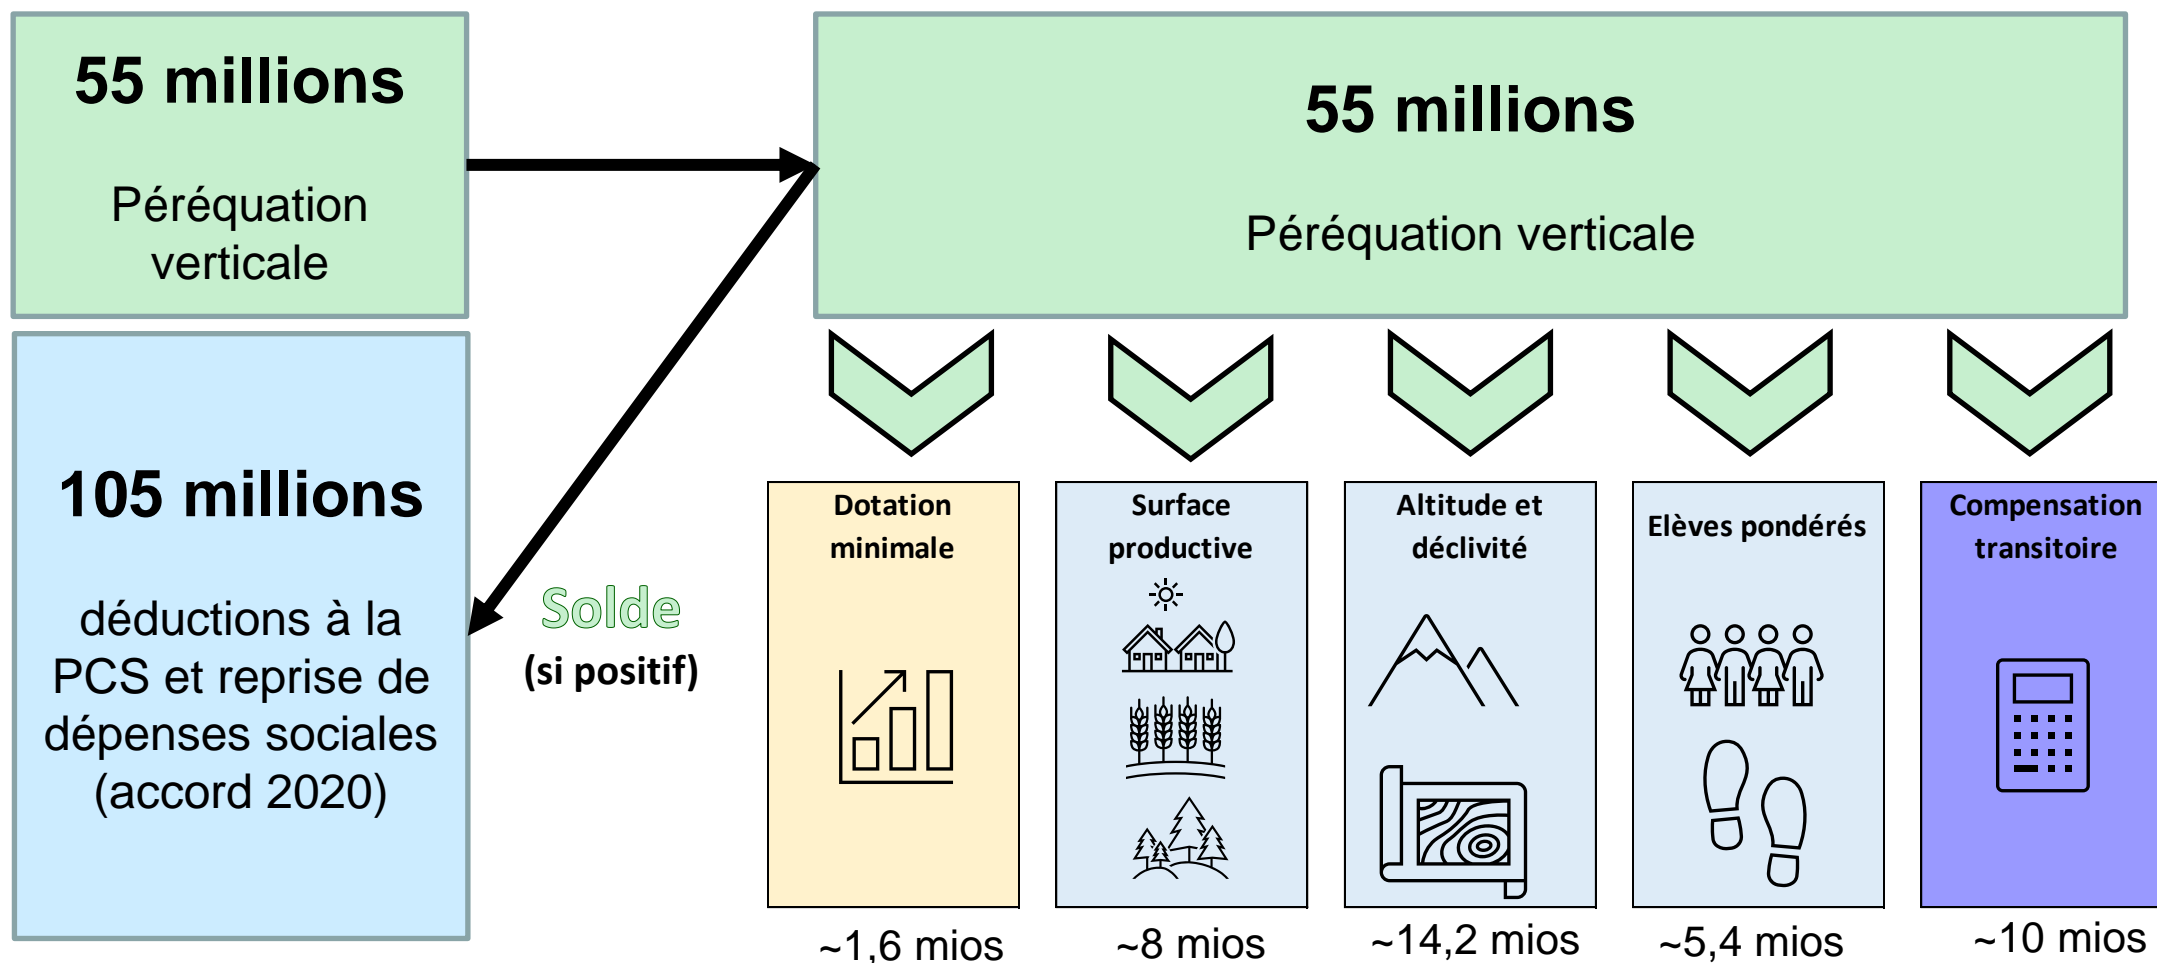 55 millions
Péréquation
verticale
55 millions
Péréquation verticale
105 millions
déductions à la
PCS et reprise de
dépenses sociales
(accord 2020)
Solde
(si positif)
Dotation
minimale
~1,6 mios
Surface
productive
~8 mios
Altitude et
déclivité
~14,2 mios
Elèves pondérés
~5,4 mios
Compensation
transitoire
~10 mios